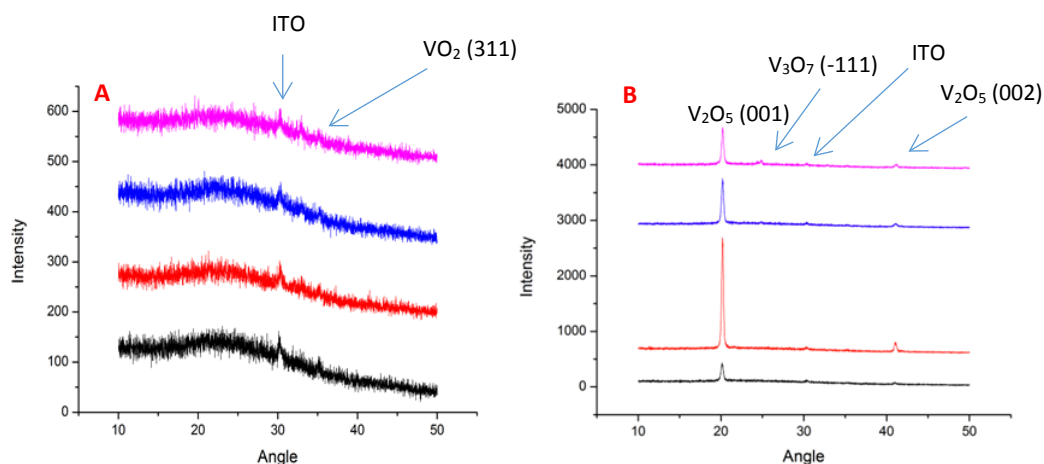 ITO
VO₂ (311)
A
600
500
400
300
200
100
0
Intensity
10 20 30 40 50
Angle
V₃O₇ (-111)
ITO
V₂O₅ (001)
V₂O₅ (002)
B
5000
4000
3000
2000
1000
0
Intensity
10 20 30 40 50
Angle